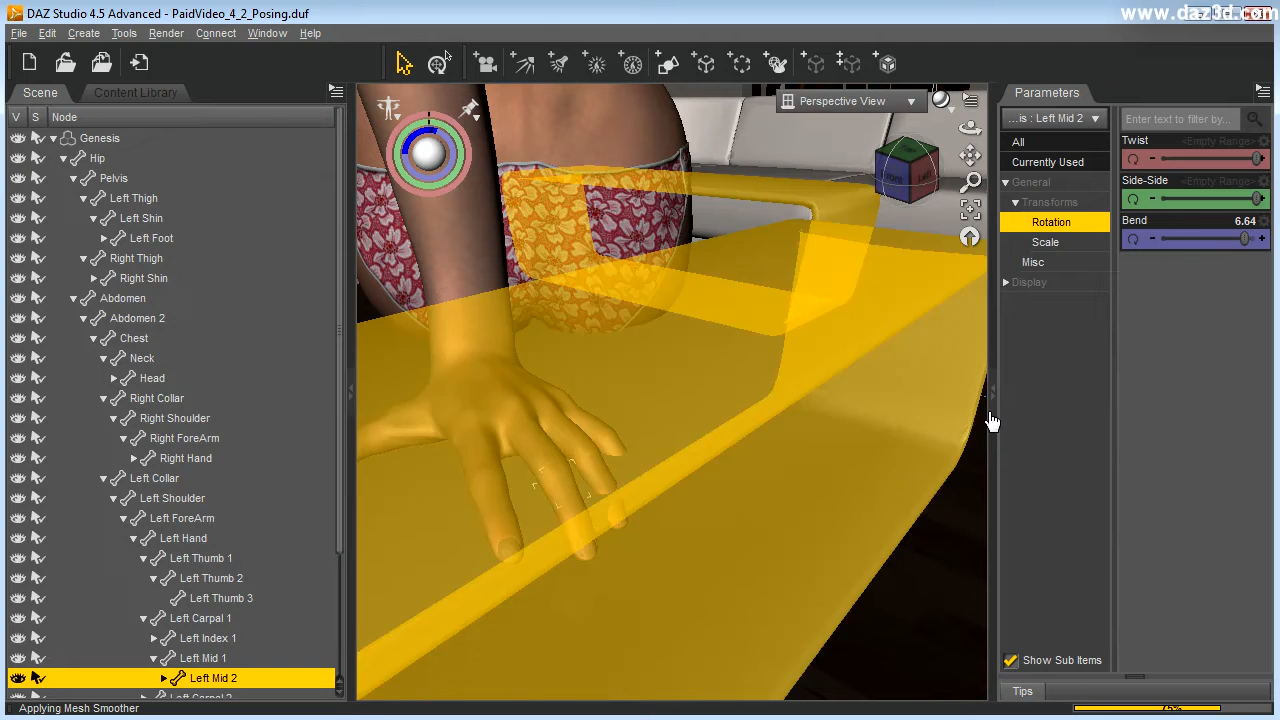 DAZ Studio 4.5 Advanced - PaidVideo_4_2_Posing.duf
www.daz3d.com
File Edit Create Tools Render Connect Window Help
Scene Content Library
V S Node
Genesis
Hip
Pelvis
Left Thigh
Left Shin
Left Foot
Right Thigh
Right Shin
Abdomen
Abdomen 2
Chest
Neck
Head
Right Collar
Right Shoulder
Right ForeArm
Right Hand
Left Collar
Left Shoulder
Left ForeArm
Left Hand
Left Thumb 1
Left Thumb 2
Left Thumb 3
Left Carpal 1
Left Index 1
Left Mid 1
Left Mid 2
Left Carpal 2
Applying Mesh Smoother
Perspective View
Front
Left
Parameters
...is : Left Mid 2
All
Currently Used
General
Transforms
Rotation
Scale
Misc
Display
Show Sub Items
Enter text to filter by...
Twist <Empty Range>
Side-Side <Empty Range>
Bend 6.64
Tips
75%